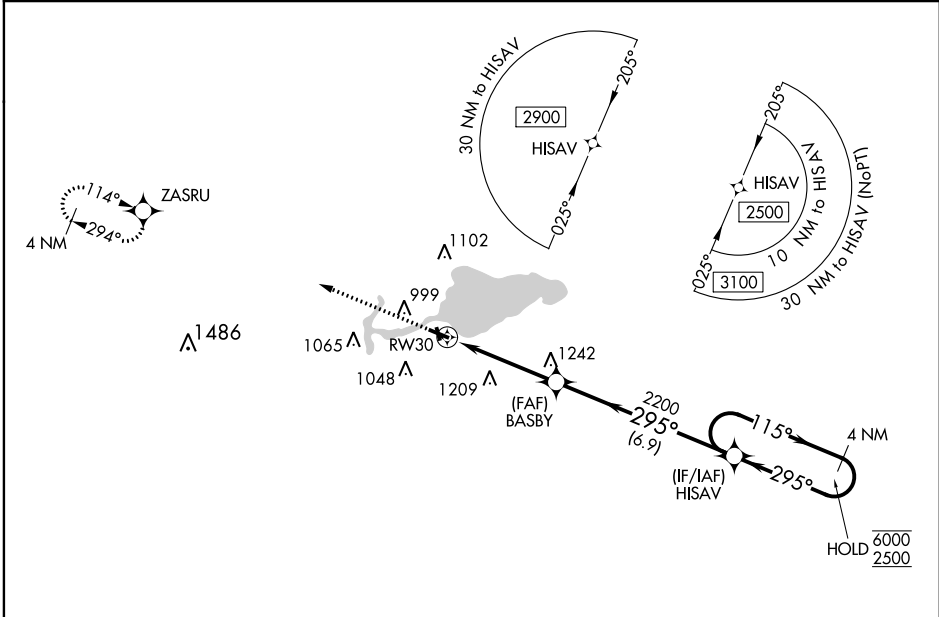 30 NM to HISAV
205°
2900
HISAV
025°
205°
HISAV
2500
10 NM to HISAV
30 NM to HISAV (NoPT)
025°
3100
114°
ZASRU
294°
4 NM
1102
999
1486
1065
RW30
1048
1209
1242
(FAF)
BASBY
2200
295°
(6.9)
115°
4 NM
295°
(IF/IAF)
HISAV
HOLD
6000
2500